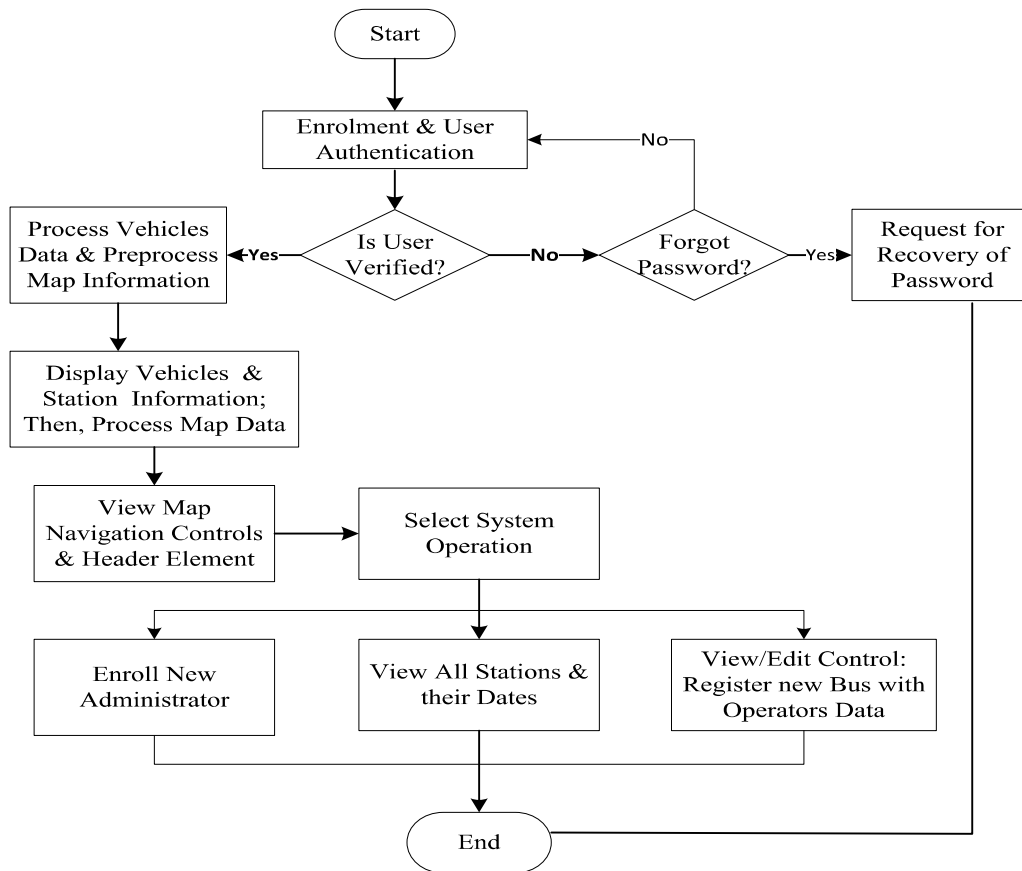 Start
Enrolment & User
Authentication
No
Is User
Verified?
Yes
No
Forgot
Password?
Yes
Request for
Recovery of
Password
Process Vehicles
Data & Preprocess
Map Information
Display Vehicles &
Station Information;
Then, Process Map Data
View Map
Navigation Controls
& Header Element
Select System
Operation
Enroll New
Administrator
View All Stations &
their Dates
View/Edit Control:
Register new Bus with
Operators Data
End